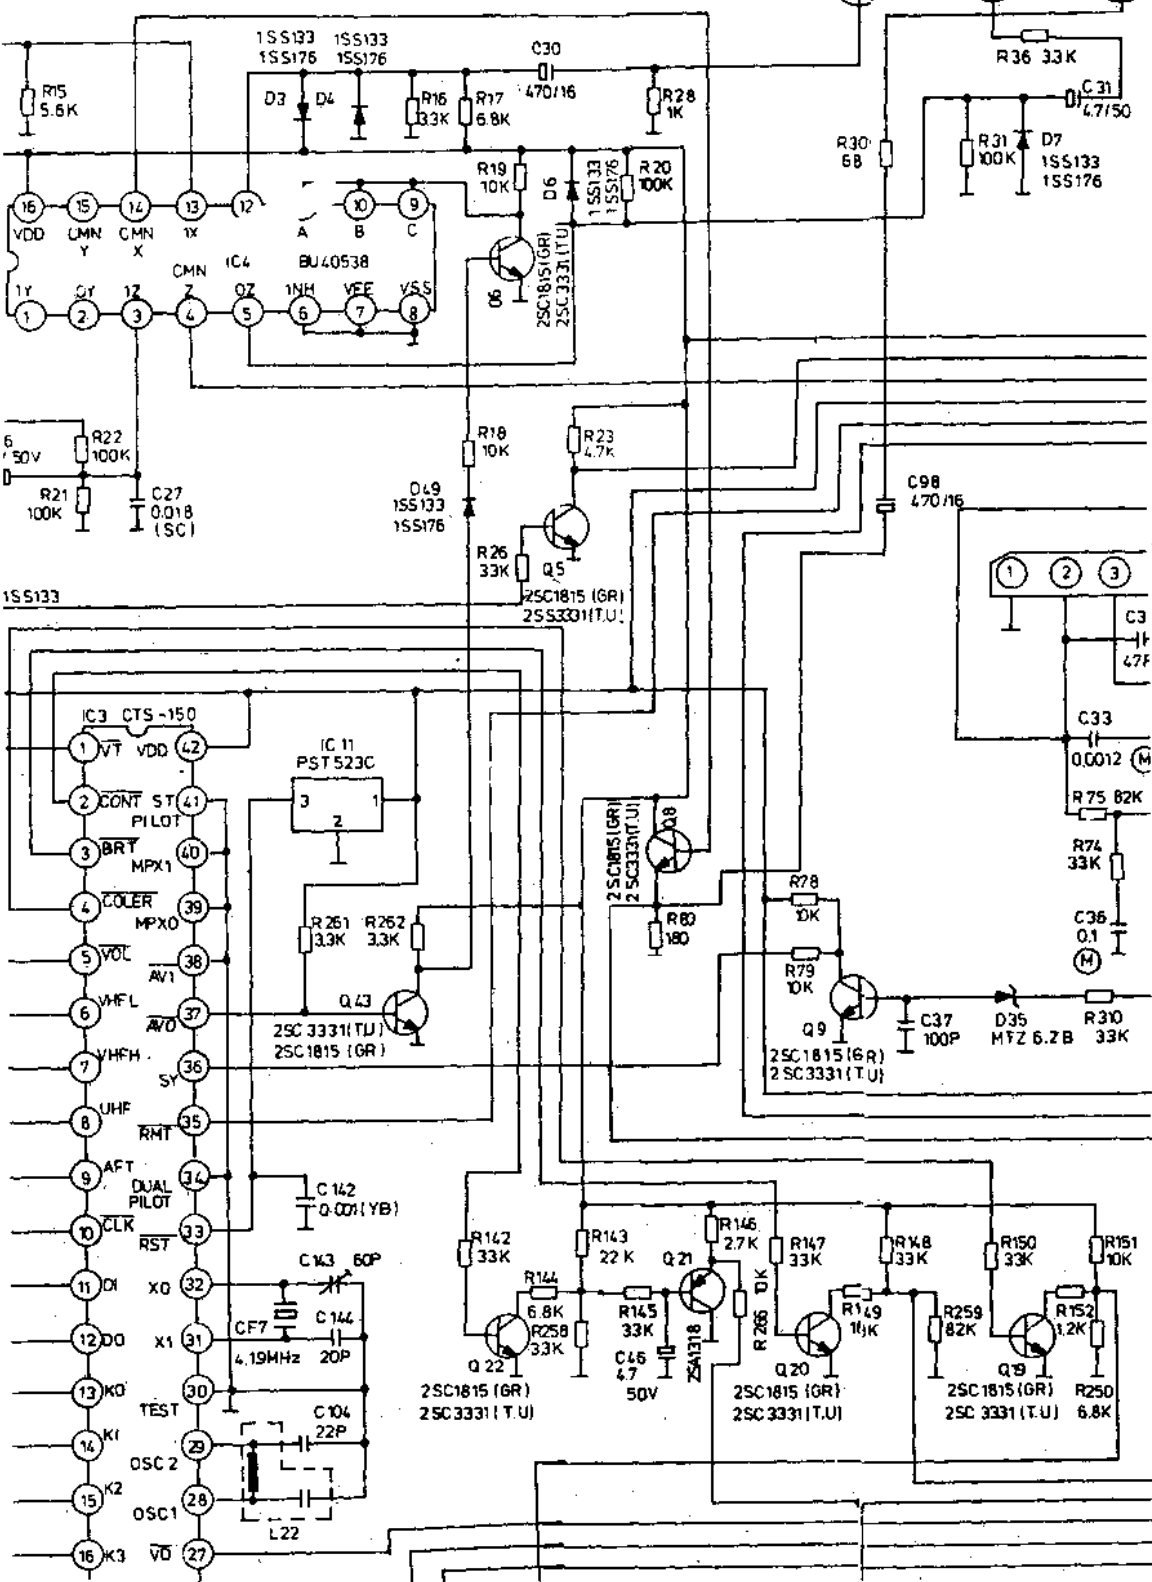 R15
5.6K
1SS133
1SS176
1SS133
1SS176
D3
D4
R16
3.3K
R17
6.8K
C30
470/16
R28
1K
R36 33K
C31
4.7/50
R30
68
R31
100K
D7
1SS133
1SS176
R19
10K
D6
1SS133
1SS176
R20
100K
16
15
14
13
12
10
9
VDD
CMN
Y
CMN
X
1X
A
B
C
IC4
BU40538
CMN
Z
1Y
0Y
1Z
0Z
1NH
VEE
VSS
1
2
3
4
5
6
7
8
2SC1815(GR)
2SC3331(TU)
R22
100K
50V
R21
100K
C27
0.018
(SC)
R18
10K
D49
1SS133
1SS176
R23
4.7K
R26
33K
Q5
2SC1815 (GR)
2SS3331(T.U)
C98
470/16
1
2
3
1SS133
C33
0,0012
M
R75 82K
R74
33K
C36
0.1
M
IC3 CTS-150
IC11
PST523C
3
1
2
1
VT
VDD
42
2
CONT
ST
PILOT
41
3
BRT
MPX1
40
4
COLER
MPX0
39
5
VOL
AV1
38
6
VHFL
AV0
37
7
VHFH
SY
36
8
UHF
RMT
35
9
AFT
DUAL
PILOT
34
10
CLK
RST
33
11
DI
XO
32
12
DO
X1
31
13
K0
TEST
30
14
K1
OSC2
29
15
K2
OSC1
28
16
K3
VD
27
R261
3.3K
R262
3.3K
Q43
2SC3331(TU)
2SC1815 (GR)
Q8
2SC1815(GR)
2SC3331(T.U)
R80
180
R78
10K
R79
10K
Q9
2SC1815(GR)
2SC3331(T.U)
C37
100P
D35
MTZ 6.2B
R310
33K
C142
0.001(YB)
C143
60P
CF7
4.19MHz
C144
20P
C104
22P
L22
R142
33K
R143
22K
R144
6.8K
R258
33K
Q22
2SC1815(GR)
2SC3331(T.U)
R145
33K
C46
4.7
50V
R146
2.7K
Q21
2SA1318
R266 10K
R147
33K
R148
33K
R149
Q20
2SC1815 (GR)
2SC3331(T.U)
R259
82K
R150
33K
R151
10K
R152
1.2K
Q19
2SC1815(GR)
2SC3331(T.U)
R250
6.8K